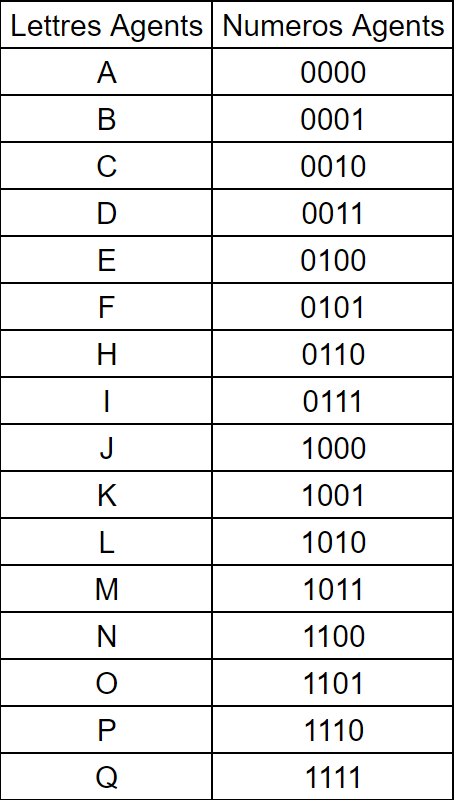 Lettres Agents Numeros Agents
A 0000
B 0001
C 0010
D 0011
E 0100
F 0101
H 0110
I 0111
J 1000
K 1001
L 1010
M 1011
N 1100
O 1101
P 1110
Q 1111